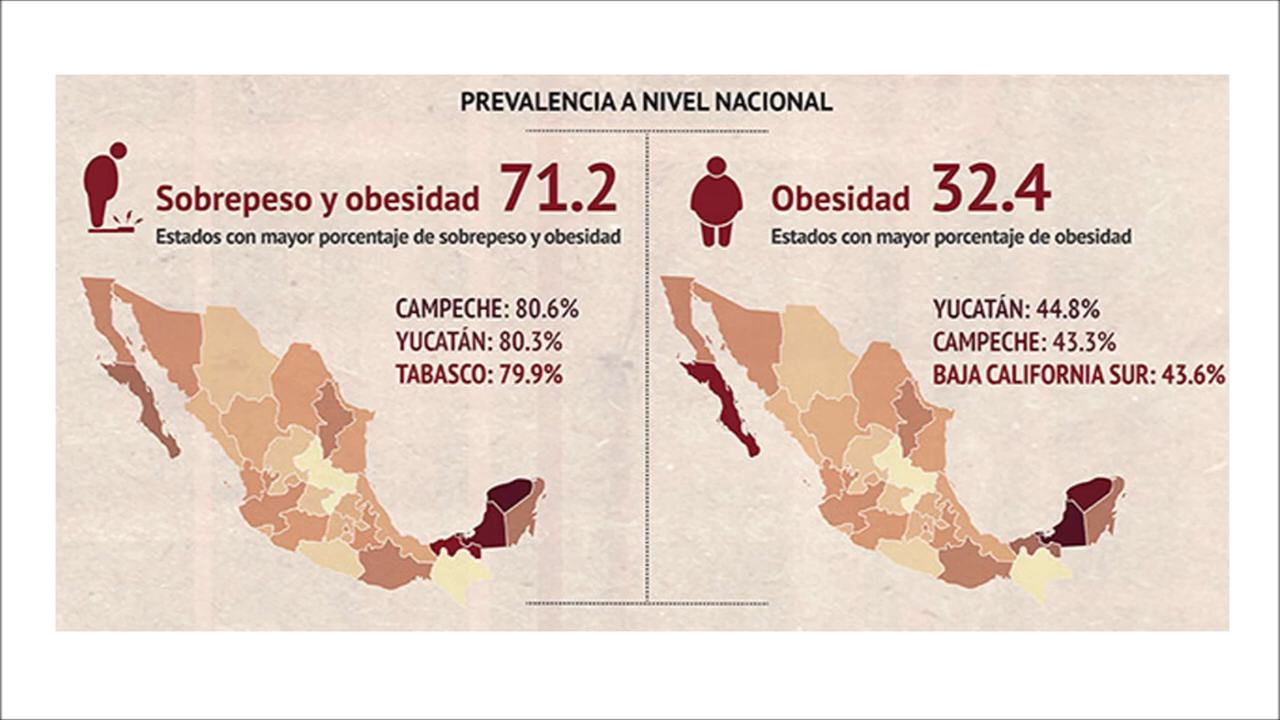 PREVALENCIA A NIVEL NACIONAL
Sobrepeso y obesidad 71.2
Estados con mayor porcentaje de sobrepeso y obesidad
CAMPECHE: 80.6%
YUCATÁN: 80.3%
TABASCO: 79.9%
Obesidad 32.4
Estados con mayor porcentaje de obesidad
YUCATÁN: 44.8%
CAMPECHE: 43.3%
BAJA CALIFORNIA SUR: 43.6%